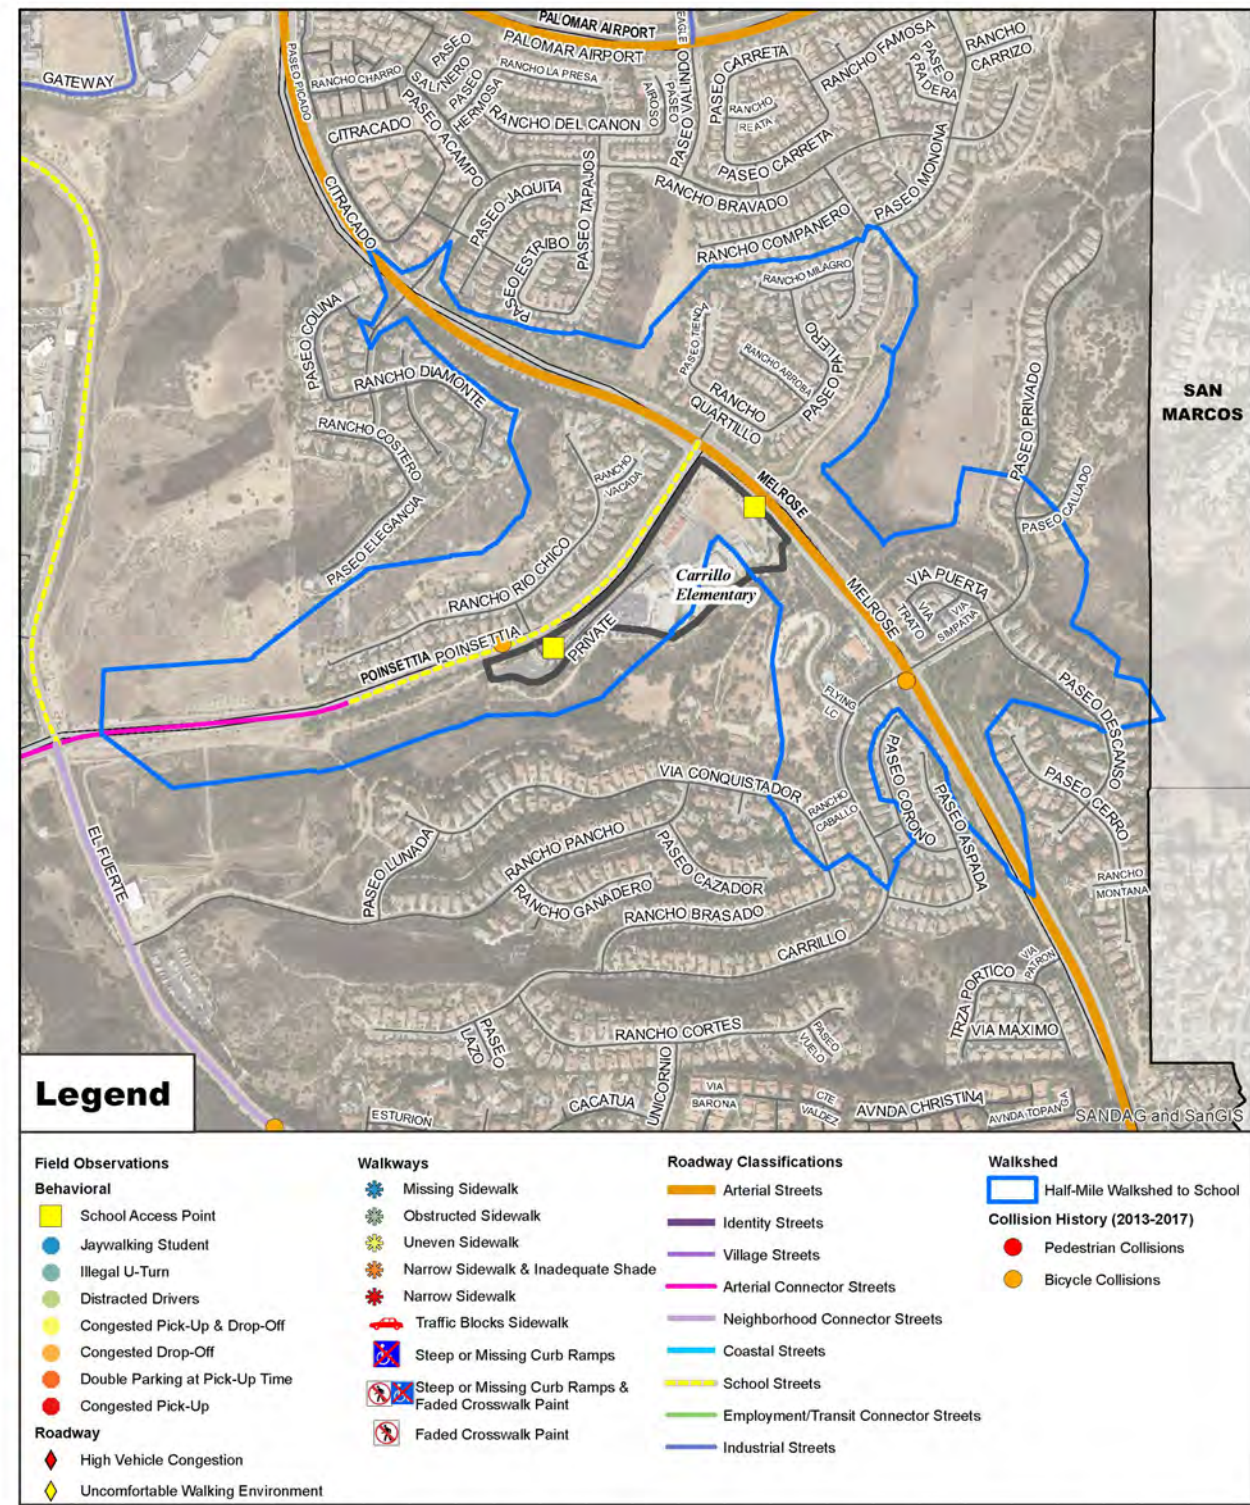 PALOMAR AIRPORT
PALOMAR AIRPORT
EAGLE
GATEWAY
PASEO PICADO
RANCHO CHARRO
PASEO
SALINERO
PASEO
HERMOSA
RANCHO LA PRESA
AIROSO
PASEO
PASEO VALINDO
PASEO CARRETA
RANCHO FAMOSA
PASEO
PRADERA
RANCHO
CARRIZO
RANCHO
REATA
CITRACADO
PASEO ACAMPO
RANCHO DEL CANON
PASEO CARRETA
PASEO MONONA
CITRACADO
PASEO JAQUITA
PASEO TAPAJOS
RANCHO BRAVADO
PASEO ESTRIBO
RANCHO COMPANERO
RANCHO MILAGRO
PASEO COLINA
PASEO TIENDA
PASEO PALERO
RANCHO ARROBA
RANCHO DIAMONTE
RANCHO
QUARTILLO
PASEO PRIVADO
SAN
MARCOS
RANCHO COSTERO
RANCHO
VACADA
MELROSE
PASEO CALLADO
PASEO ELEGANCIA
RANCHO RIO CHICO
Carrillo
Elementary
MELROSE
VIA PUERTA
VIA
TRATO
VIA
SIMPATIA
POINSETTIA
POINSETTIA
PRIVATE
FLYING
LC
PASEO DESCANSO
VIA CONQUISTADOR
RANCHO
CABALLO
PASEO CORONO
PASEO ASPADA
PASEO CERRO
EL FUERTE
PASEO LUNADA
RANCHO PANCHO
PASEO CAZADOR
RANCHO GANADERO
RANCHO BRASADO
RANCHO
MONTANA
CARRILLO
VIA
PATRON
TRZA PORTICO
VIA MAXIMO
PASEO
LAZO
RANCHO CORTES
PASEO
VUELO
UNICORNIO
ESTURION
CACATUA
VIA
BARONA
CTE
VALDEZ
AVNDA CHRISTINA
AVNDA TOPANGA
SANDAG and SanGIS
Legend
Field Observations
Behavioral
School Access Point
Jaywalking Student
Illegal U-Turn
Distracted Drivers
Congested Pick-Up & Drop-Off
Congested Drop-Off
Double Parking at Pick-Up Time
Congested Pick-Up
Roadway
High Vehicle Congestion
Uncomfortable Walking Environment
Walkways
Missing Sidewalk
Obstructed Sidewalk
Uneven Sidewalk
Narrow Sidewalk & Inadequate Shade
Narrow Sidewalk
Traffic Blocks Sidewalk
Steep or Missing Curb Ramps
Steep or Missing Curb Ramps &
Faded Crosswalk Paint
Faded Crosswalk Paint
Roadway Classifications
Arterial Streets
Identity Streets
Village Streets
Arterial Connector Streets
Neighborhood Connector Streets
Coastal Streets
School Streets
Employment/Transit Connector Streets
Industrial Streets
Walkshed
Half-Mile Walkshed to School
Collision History (2013-2017)
Pedestrian Collisions
Bicycle Collisions